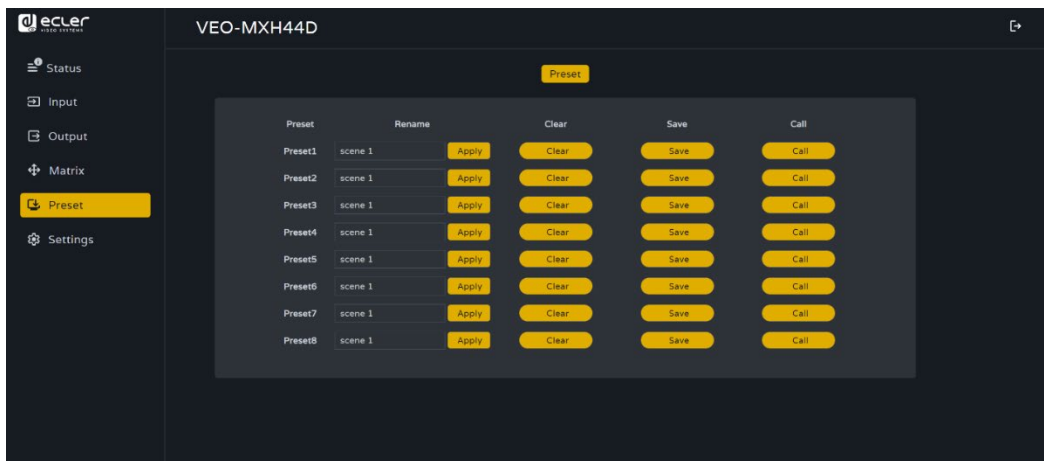 ecler
VIDEO SYSTEMS
VEO-MXH44D
Status
Input
Output
Matrix
Preset
Settings
Preset
Preset Rename Clear Save Call
Preset1 scene 1 Apply Clear Save Call
Preset2 scene 1 Apply Clear Save Call
Preset3 scene 1 Apply Clear Save Call
Preset4 scene 1 Apply Clear Save Call
Preset5 scene 1 Apply Clear Save Call
Preset6 scene 1 Apply Clear Save Call
Preset7 scene 1 Apply Clear Save Call
Preset8 scene 1 Apply Clear Save Call